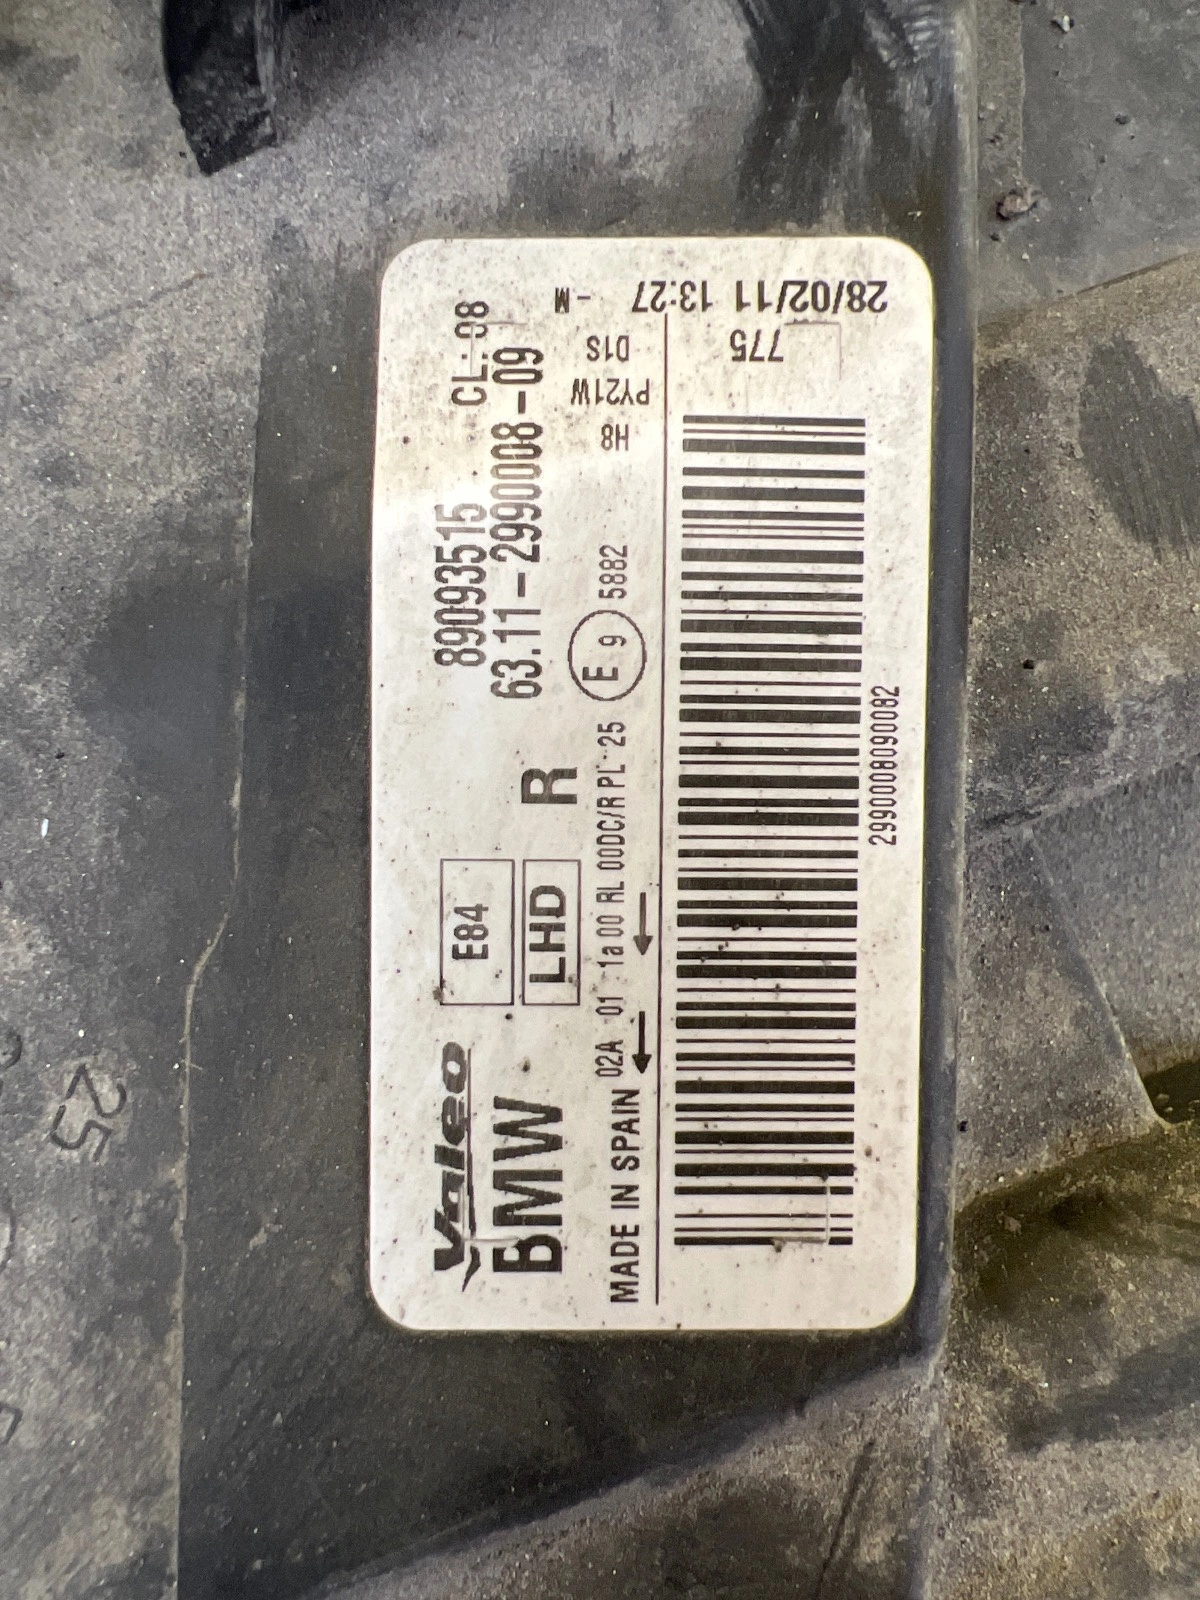 Valeo
E84
89093515
CL: 08
BMW
LHD
R
63.11-2990008-09
MADE IN SPAIN
02A 01 1a 00 RL 00DC/R PL 25
E 9
5882
H8
PY21W
D1S
-M
2990008090082
775
28/02/11 13:27
25